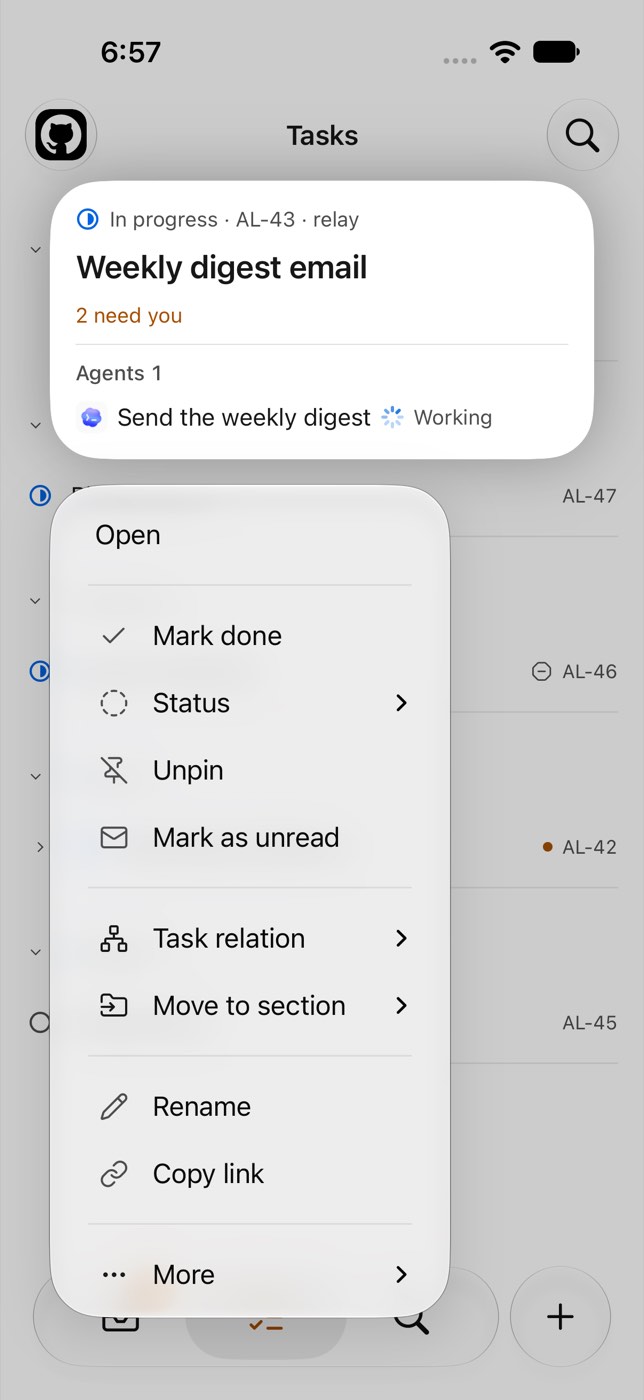 6:57
Tasks
In progress · AL-43 · relay
Weekly digest email
2 need you
Agents 1
Send the weekly digest Working
AL-47
Open
Mark done
AL-46
Status
Unpin
Mark as unread
AL-42
Task relation
Move to section
AL-45
Rename
Copy link
More